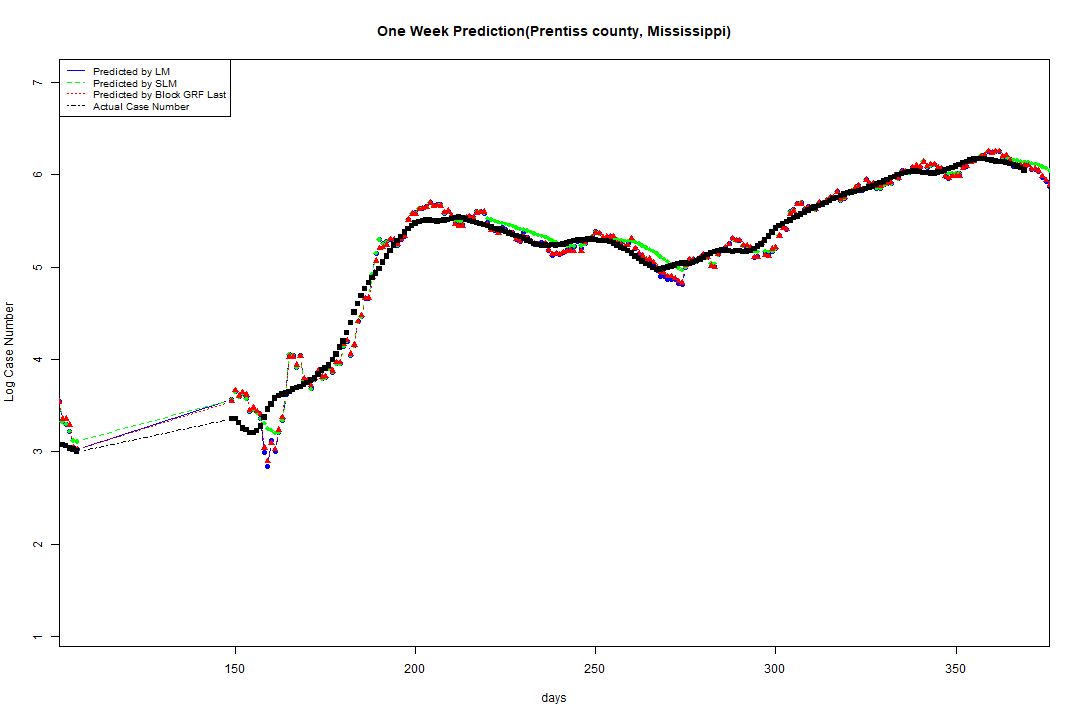 One Week Prediction(Prentiss county, Mississippi)
Predicted by LM
Predicted by SLM
Predicted by Block GRF Last
Actual Case Number
7
6
5
4
3
2
1
Log Case Number
150 200 250 300 350
days